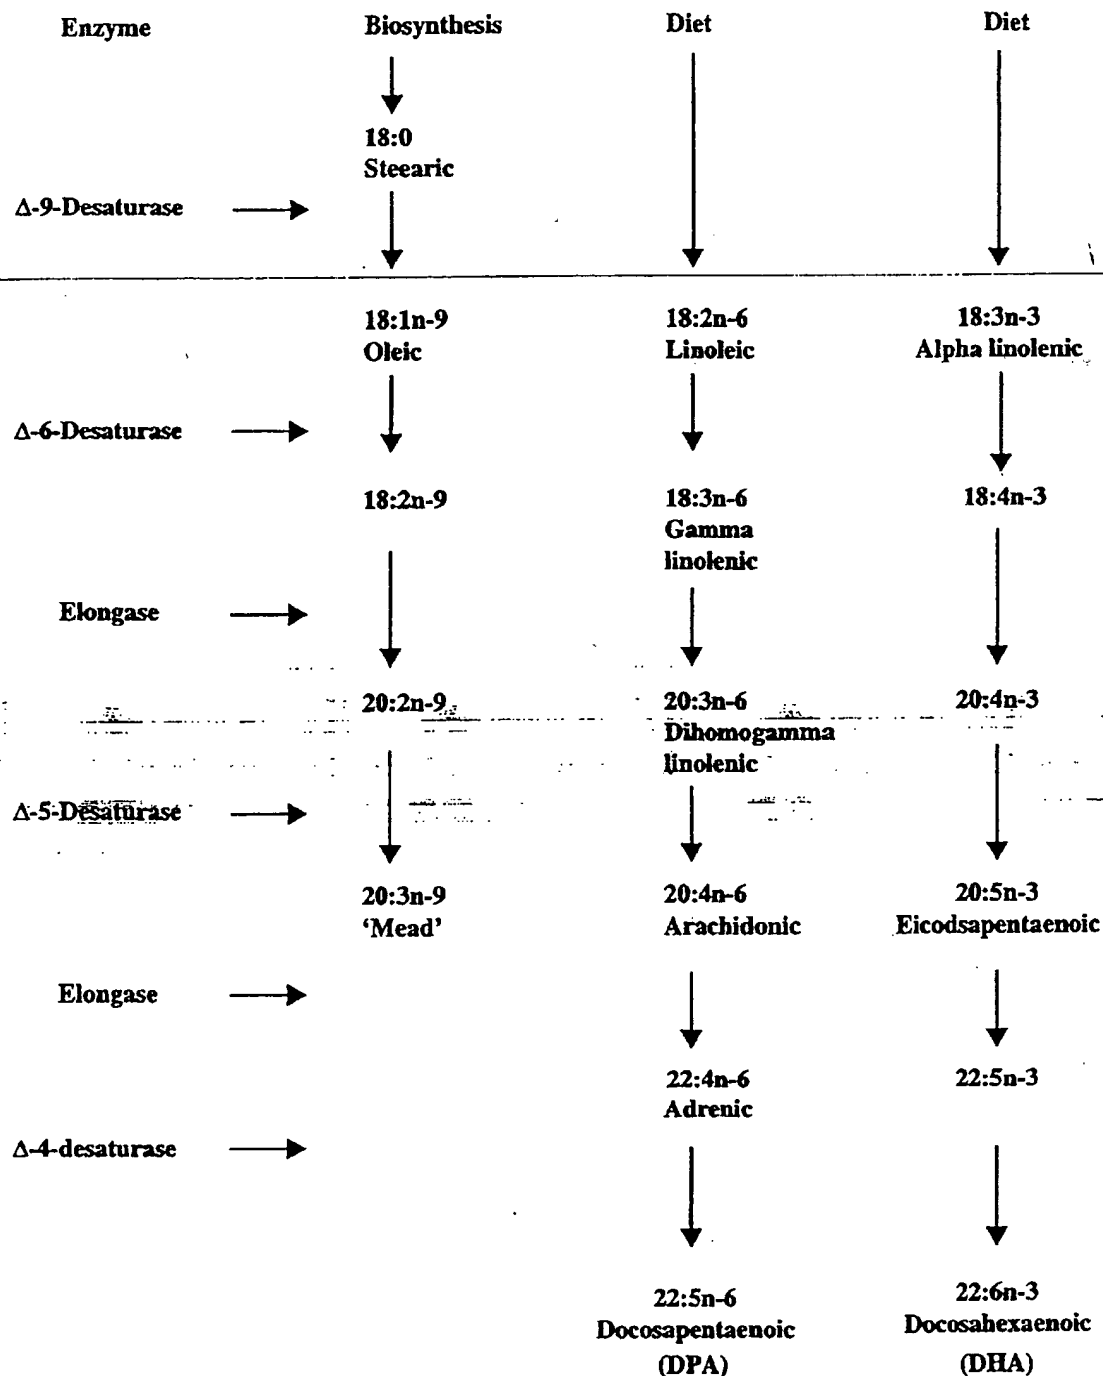 Enzyme Biosynthesis Diet Diet
18:0
Steearic
Δ-9-Desaturase
18:1n-9 18:2n-6 18:3n-3
Oleic Linoleic Alpha linolenic
Δ-6-Desaturase
18:2n-9 18:3n-6 18:4n-3
Gamma
linolenic
Elongase
20:2n-9 20:3n-6 20:4n-3
Dihomogamma
linolenic
Δ-5-Desaturase
20:3n-9 20:4n-6 20:5n-3
‘Mead’ Arachidonic Eicodsapentaenoic
Elongase
22:4n-6 22:5n-3
Adrenic
Δ-4-desaturase
22:5n-6 22:6n-3
Docosapentaenoic Docosahexaenoic
(DPA) (DHA)